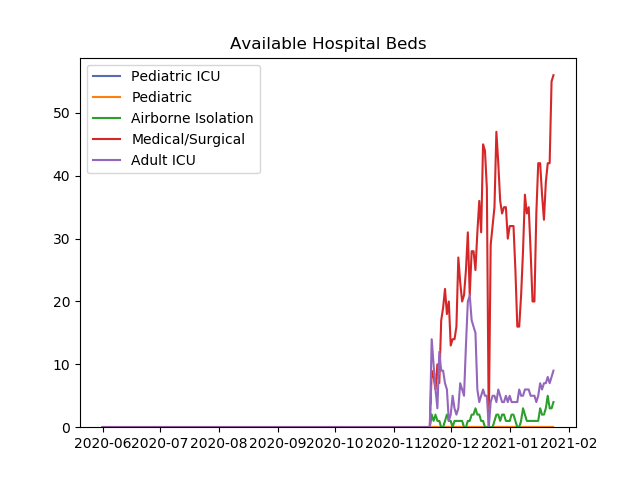 Available Hospital Beds
Pediatric ICU
Pediatric
Airborne Isolation
Medical/Surgical
Adult ICU
50
40
30
20
10
0
2020-06 2020-07 2020-08 2020-09 2020-10 2020-11 2020-12 2021-01 2021-02